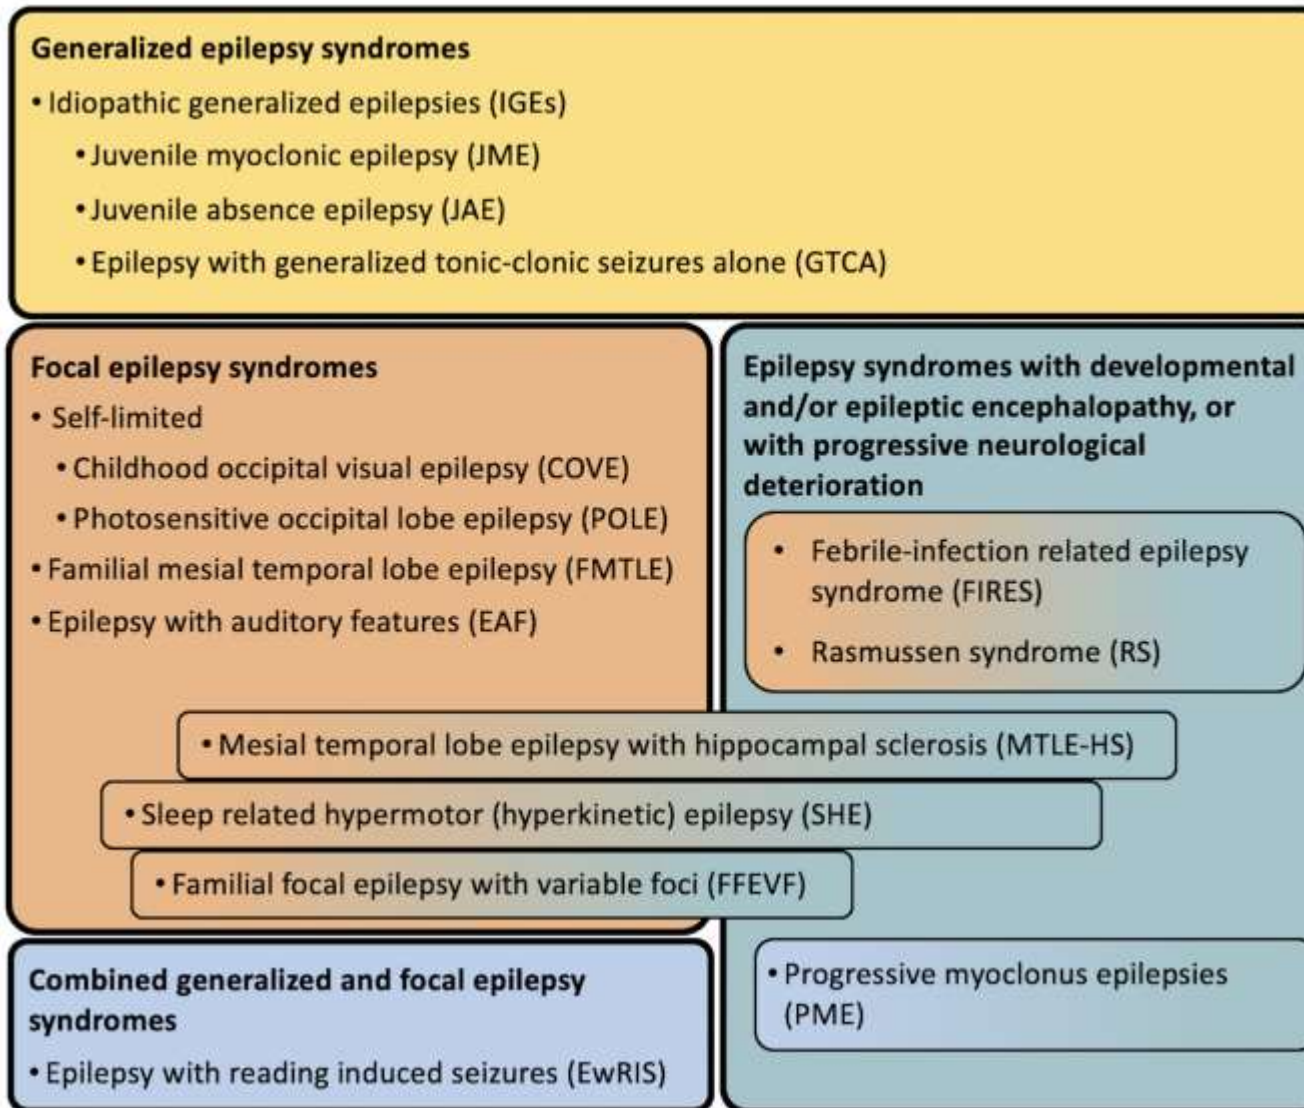 Generalized epilepsy syndromes
• Idiopathic generalized epilepsies (IGEs)
• Juvenile myoclonic epilepsy (JME)
• Juvenile absence epilepsy (JAE)
• Epilepsy with generalized tonic-clonic seizures alone (GTCA)
Focal epilepsy syndromes
• Self-limited
• Childhood occipital visual epilepsy (COVE)
• Photosensitive occipital lobe epilepsy (POLE)
• Familial mesial temporal lobe epilepsy (FMTLE)
• Epilepsy with auditory features (EAF)
Epilepsy syndromes with developmental
and/or epileptic encephalopathy, or
with progressive neurological
deterioration
• Febrile-infection related epilepsy
syndrome (FIRES)
• Rasmussen syndrome (RS)
• Mesial temporal lobe epilepsy with hippocampal sclerosis (MTLE-HS)
• Sleep related hypermotor (hyperkinetic) epilepsy (SHE)
• Familial focal epilepsy with variable foci (FFEVF)
Combined generalized and focal epilepsy
syndromes
• Epilepsy with reading induced seizures (EwRIS)
• Progressive myoclonus epilepsies
(PME)